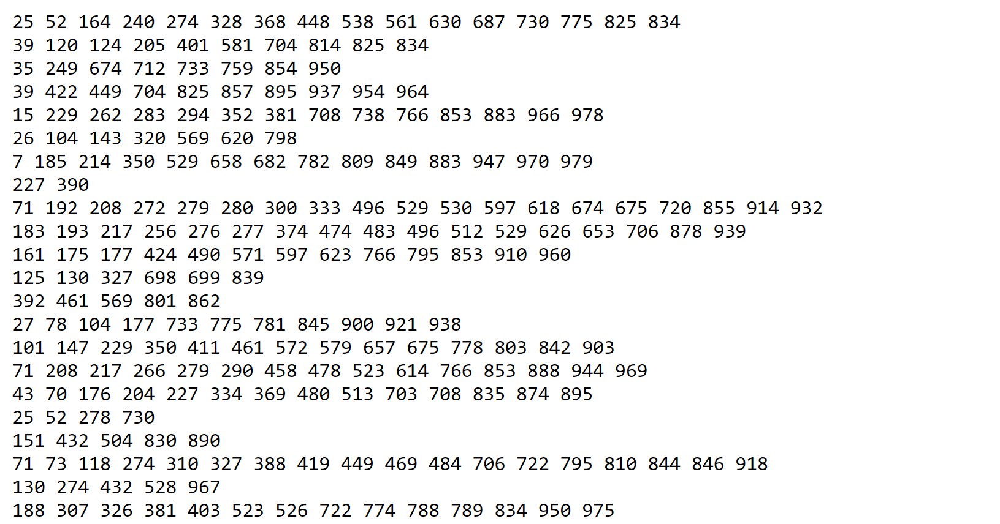 25 52 164 240 274 328 368 448 538 561 630 687 730 775 825 834
39 120 124 205 401 581 704 814 825 834
35 249 674 712 733 759 854 950
39 422 449 704 825 857 895 937 954 964
15 229 262 283 294 352 381 708 738 766 853 883 966 978
26 104 143 320 569 620 798
7 185 214 350 529 658 682 782 809 849 883 947 970 979
227 390
71 192 208 272 279 280 300 333 496 529 530 597 618 674 675 720 855 914 932
183 193 217 256 276 277 374 474 483 496 512 529 626 653 706 878 939
161 175 177 424 490 571 597 623 766 795 853 910 960
125 130 327 698 699 839
392 461 569 801 862
27 78 104 177 733 775 781 845 900 921 938
101 147 229 350 411 461 572 579 657 675 778 803 842 903
71 208 217 266 279 290 458 478 523 614 766 853 888 944 969
43 70 176 204 227 334 369 480 513 703 708 835 874 895
25 52 278 730
151 432 504 830 890
71 73 118 274 310 327 388 419 449 469 484 706 722 795 810 844 846 918
130 274 432 528 967
188 307 326 381 403 523 526 722 774 788 789 834 950 975